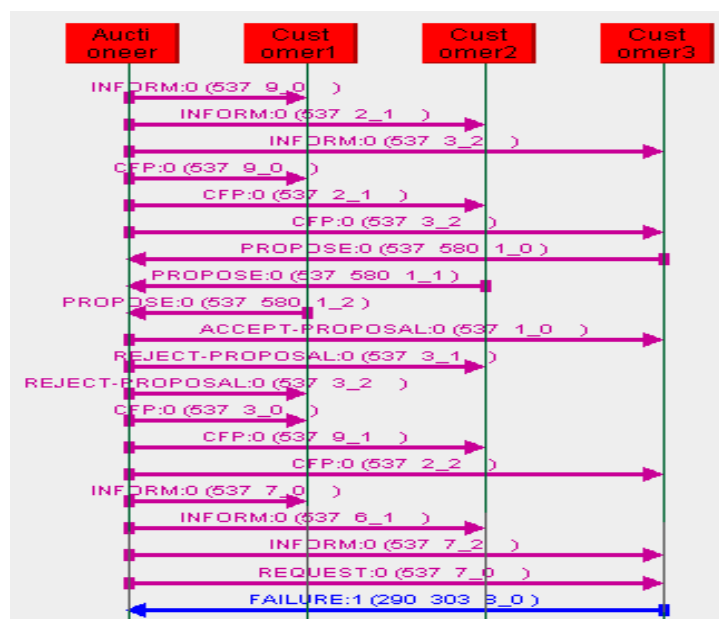 Aucti
oneer
Cust
omer1
Cust
omer2
Cust
omer3
INFORM:0 (537 9_0 )
INFORM:0 (537 2_1 )
INFORM:0 (537 3_2 )
CFP:0 (537 9_0 )
CFP:0 (537 2_1 )
CFP:0 (537 3_2 )
PROPOSE:0 (537 580 1_0 )
PROPOSE:0 (537 580 1_1 )
PROPOSE:0 (537 580 1_2 )
ACCEPT-PROPOSAL:0 (537 1_0 )
REJECT-PROPOSAL:0 (537 3_1 )
REJECT-PROPOSAL:0 (537 3_2 )
CFP:0 (537 3_0 )
CFP:0 (537 9_1 )
CFP:0 (537 2_2 )
INFORM:0 (537 7_0 )
INFORM:0 (537 6_1 )
INFORM:0 (537 7_2 )
REQUEST:0 (537 7_0 )
FAILURE:1 (290 303 8_0 )